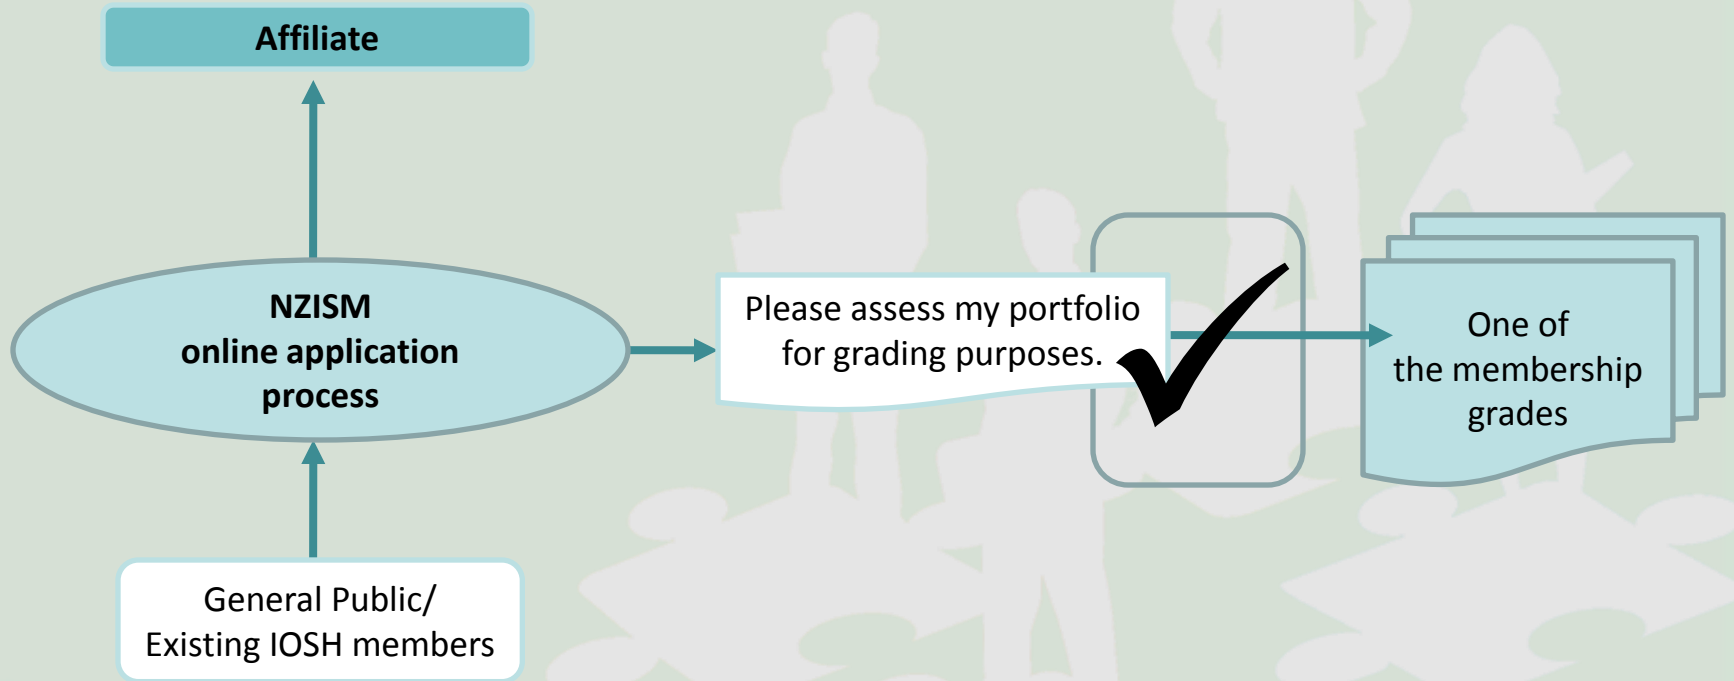 Affiliate
NZISM
online application
process
Please assess my portfolio
for grading purposes.
One of
the membership
grades
General Public/
Existing IOSH members